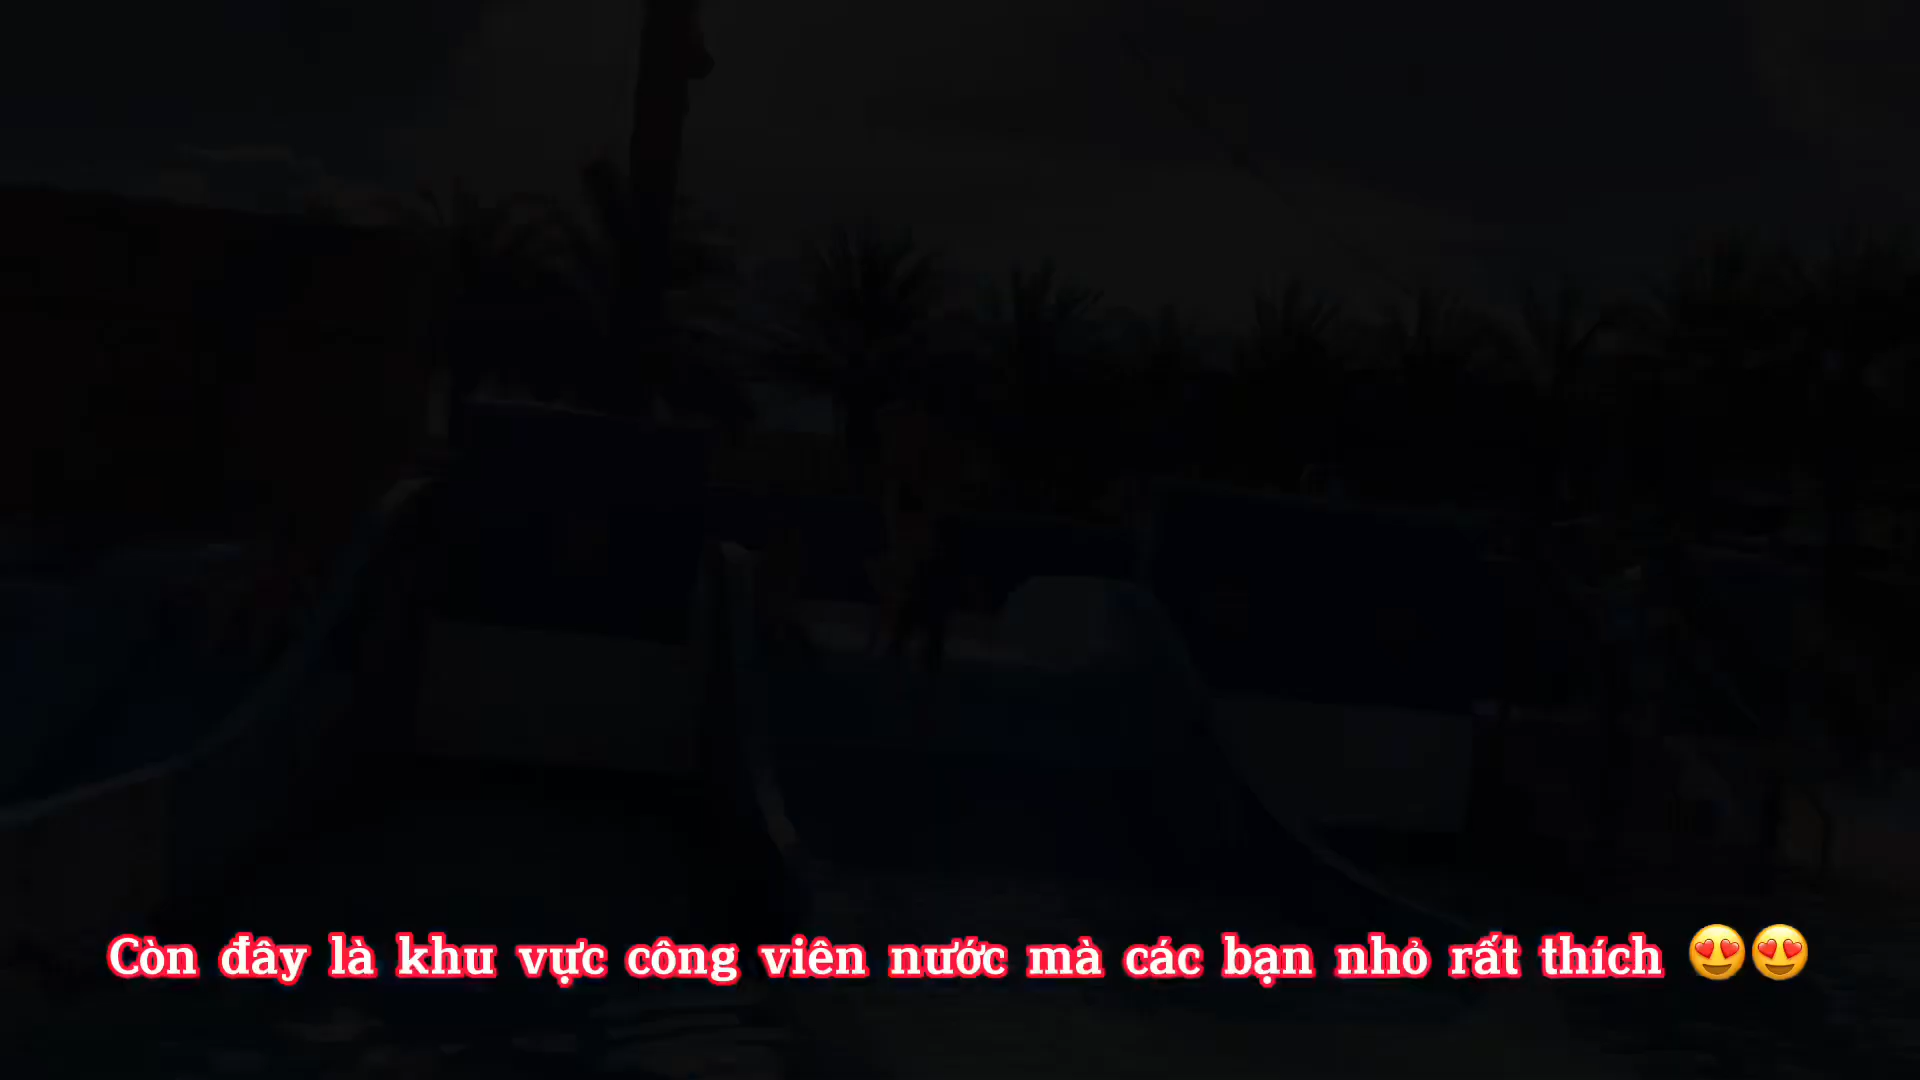 Còn đây là khu vực công viên nước mà các bạn nhỏ rất thích 😍😍